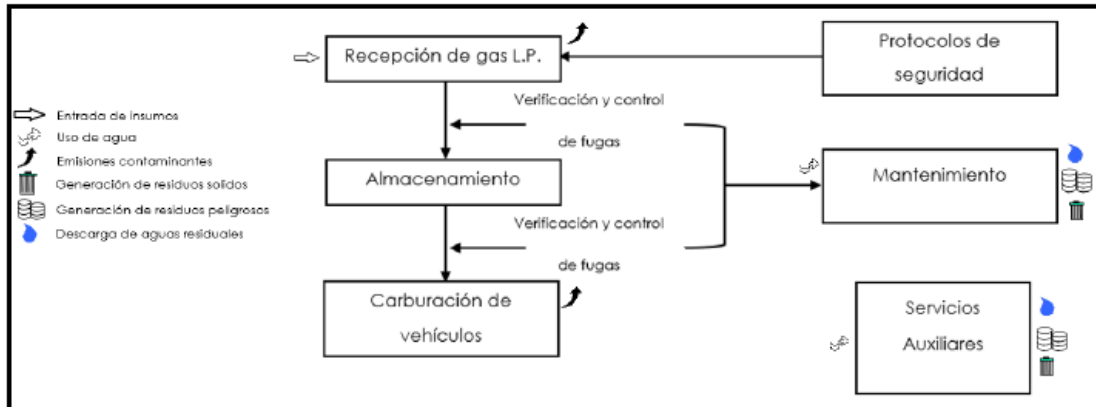 Recepción de gas L.P.
Protocolos de
seguridad
Verificación y control
de fugas
Entrada de insumos
Uso de agua
Emisiones contaminantes
Generación de residuos solidos
Generación de residuos peligrosos
Descarga de aguas residuales
Almacenamiento
Mantenimiento
Verificación y control
de fugas
Carburación de
vehículos
Servicios
Auxiliares